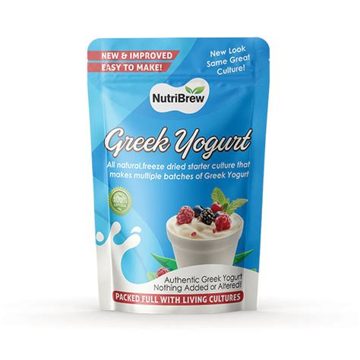 NEW & IMPROVED
EASY TO MAKE!
New Look
Same Great
Culture!
NutriBrew
Greek Yogurt
All natural,freeze dried starter culture that
makes multiple batches of Greek Yogurt
Authentic Greek Yogurt
Nothing Added or Altered!!
PACKED FULL WITH LIVING CULTURES